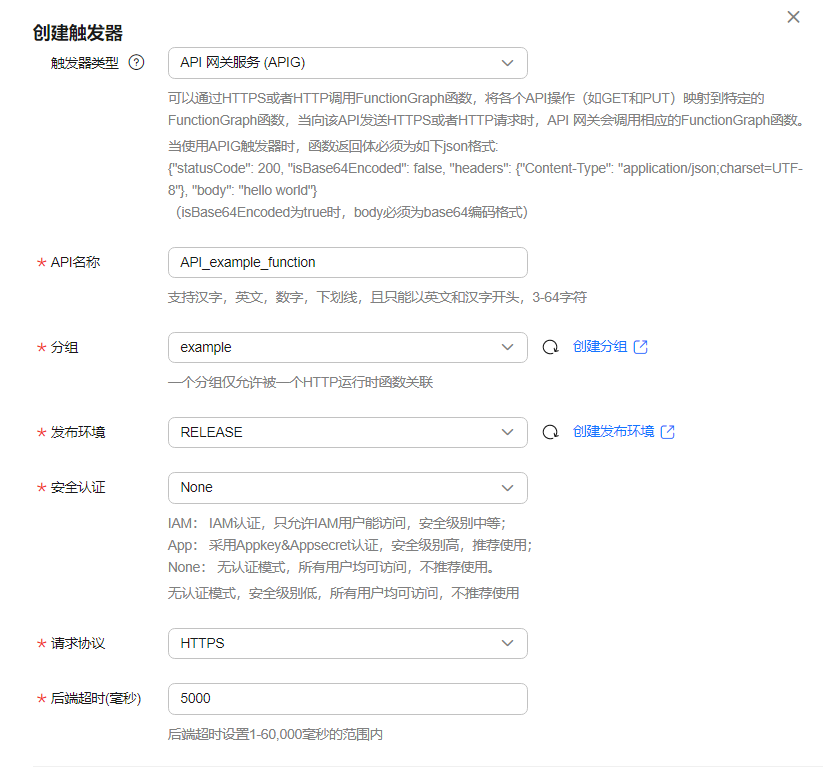 创建触发器
触发器类型 ?
API 网关服务 (APIG)
可以通过HTTPS或者HTTP调用FunctionGraph函数，将各个API操作（如GET和PUT）映射到特定的
FunctionGraph函数，当向该API发送HTTPS或者HTTP请求时，API 网关会调用相应的FunctionGraph函数。
当使用APIG触发器时，函数返回体必须为如下json格式:
{"statusCode": 200, "isBase64Encoded": false, "headers": {"Content-Type": "application/json;charset=UTF-
8"}, "body": "hello world"}
（isBase64Encoded为true时，body必须为base64编码格式）
* API名称
API_example_function
支持汉字，英文，数字，下划线，且只能以英文和汉字开头，3-64字符
* 分组
example
创建分组
一个分组仅允许被一个HTTP运行时函数关联
* 发布环境
RELEASE
创建发布环境
* 安全认证
None
IAM： IAM认证，只允许IAM用户能访问，安全级别中等；
App： 采用Appkey&Appsecret认证，安全级别高，推荐使用；
None： 无认证模式，所有用户均可访问，不推荐使用。
无认证模式，安全级别低，所有用户均可访问，不推荐使用
* 请求协议
HTTPS
* 后端超时(毫秒)
5000
后端超时设置1-60,000毫秒的范围内